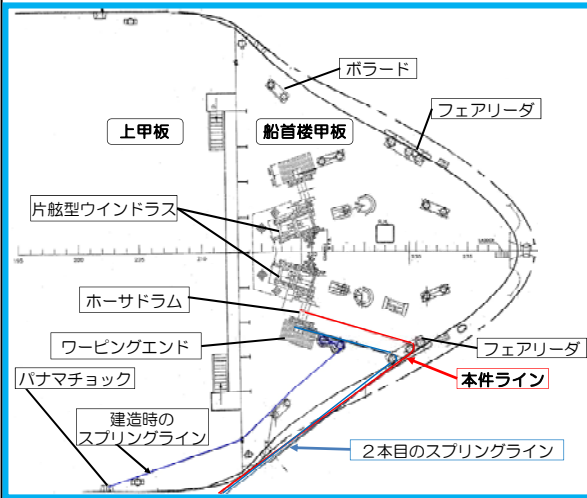 ボラード
フェアリーダ
上甲板
船首楼甲板
片舷型ウインドラス
ホーサドラム
ワーピングエンド
フェアリーダ
パナマチョック
本件ライン
建造時の
スプリングライン
２本目のスプリングライン